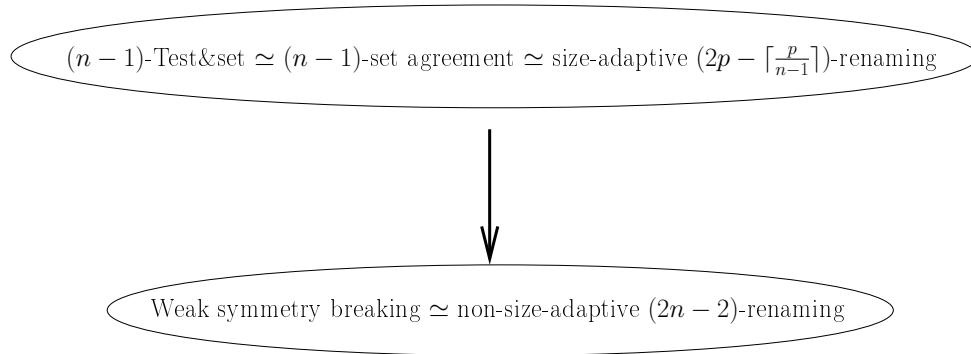 (n − 1)-Test&set ≃ (n − 1)-set agreement ≃ size-adaptive (2p − ⌈p/(n−1)⌉)-renaming
Weak symmetry breaking ≃ non-size-adaptive (2n − 2)-renaming